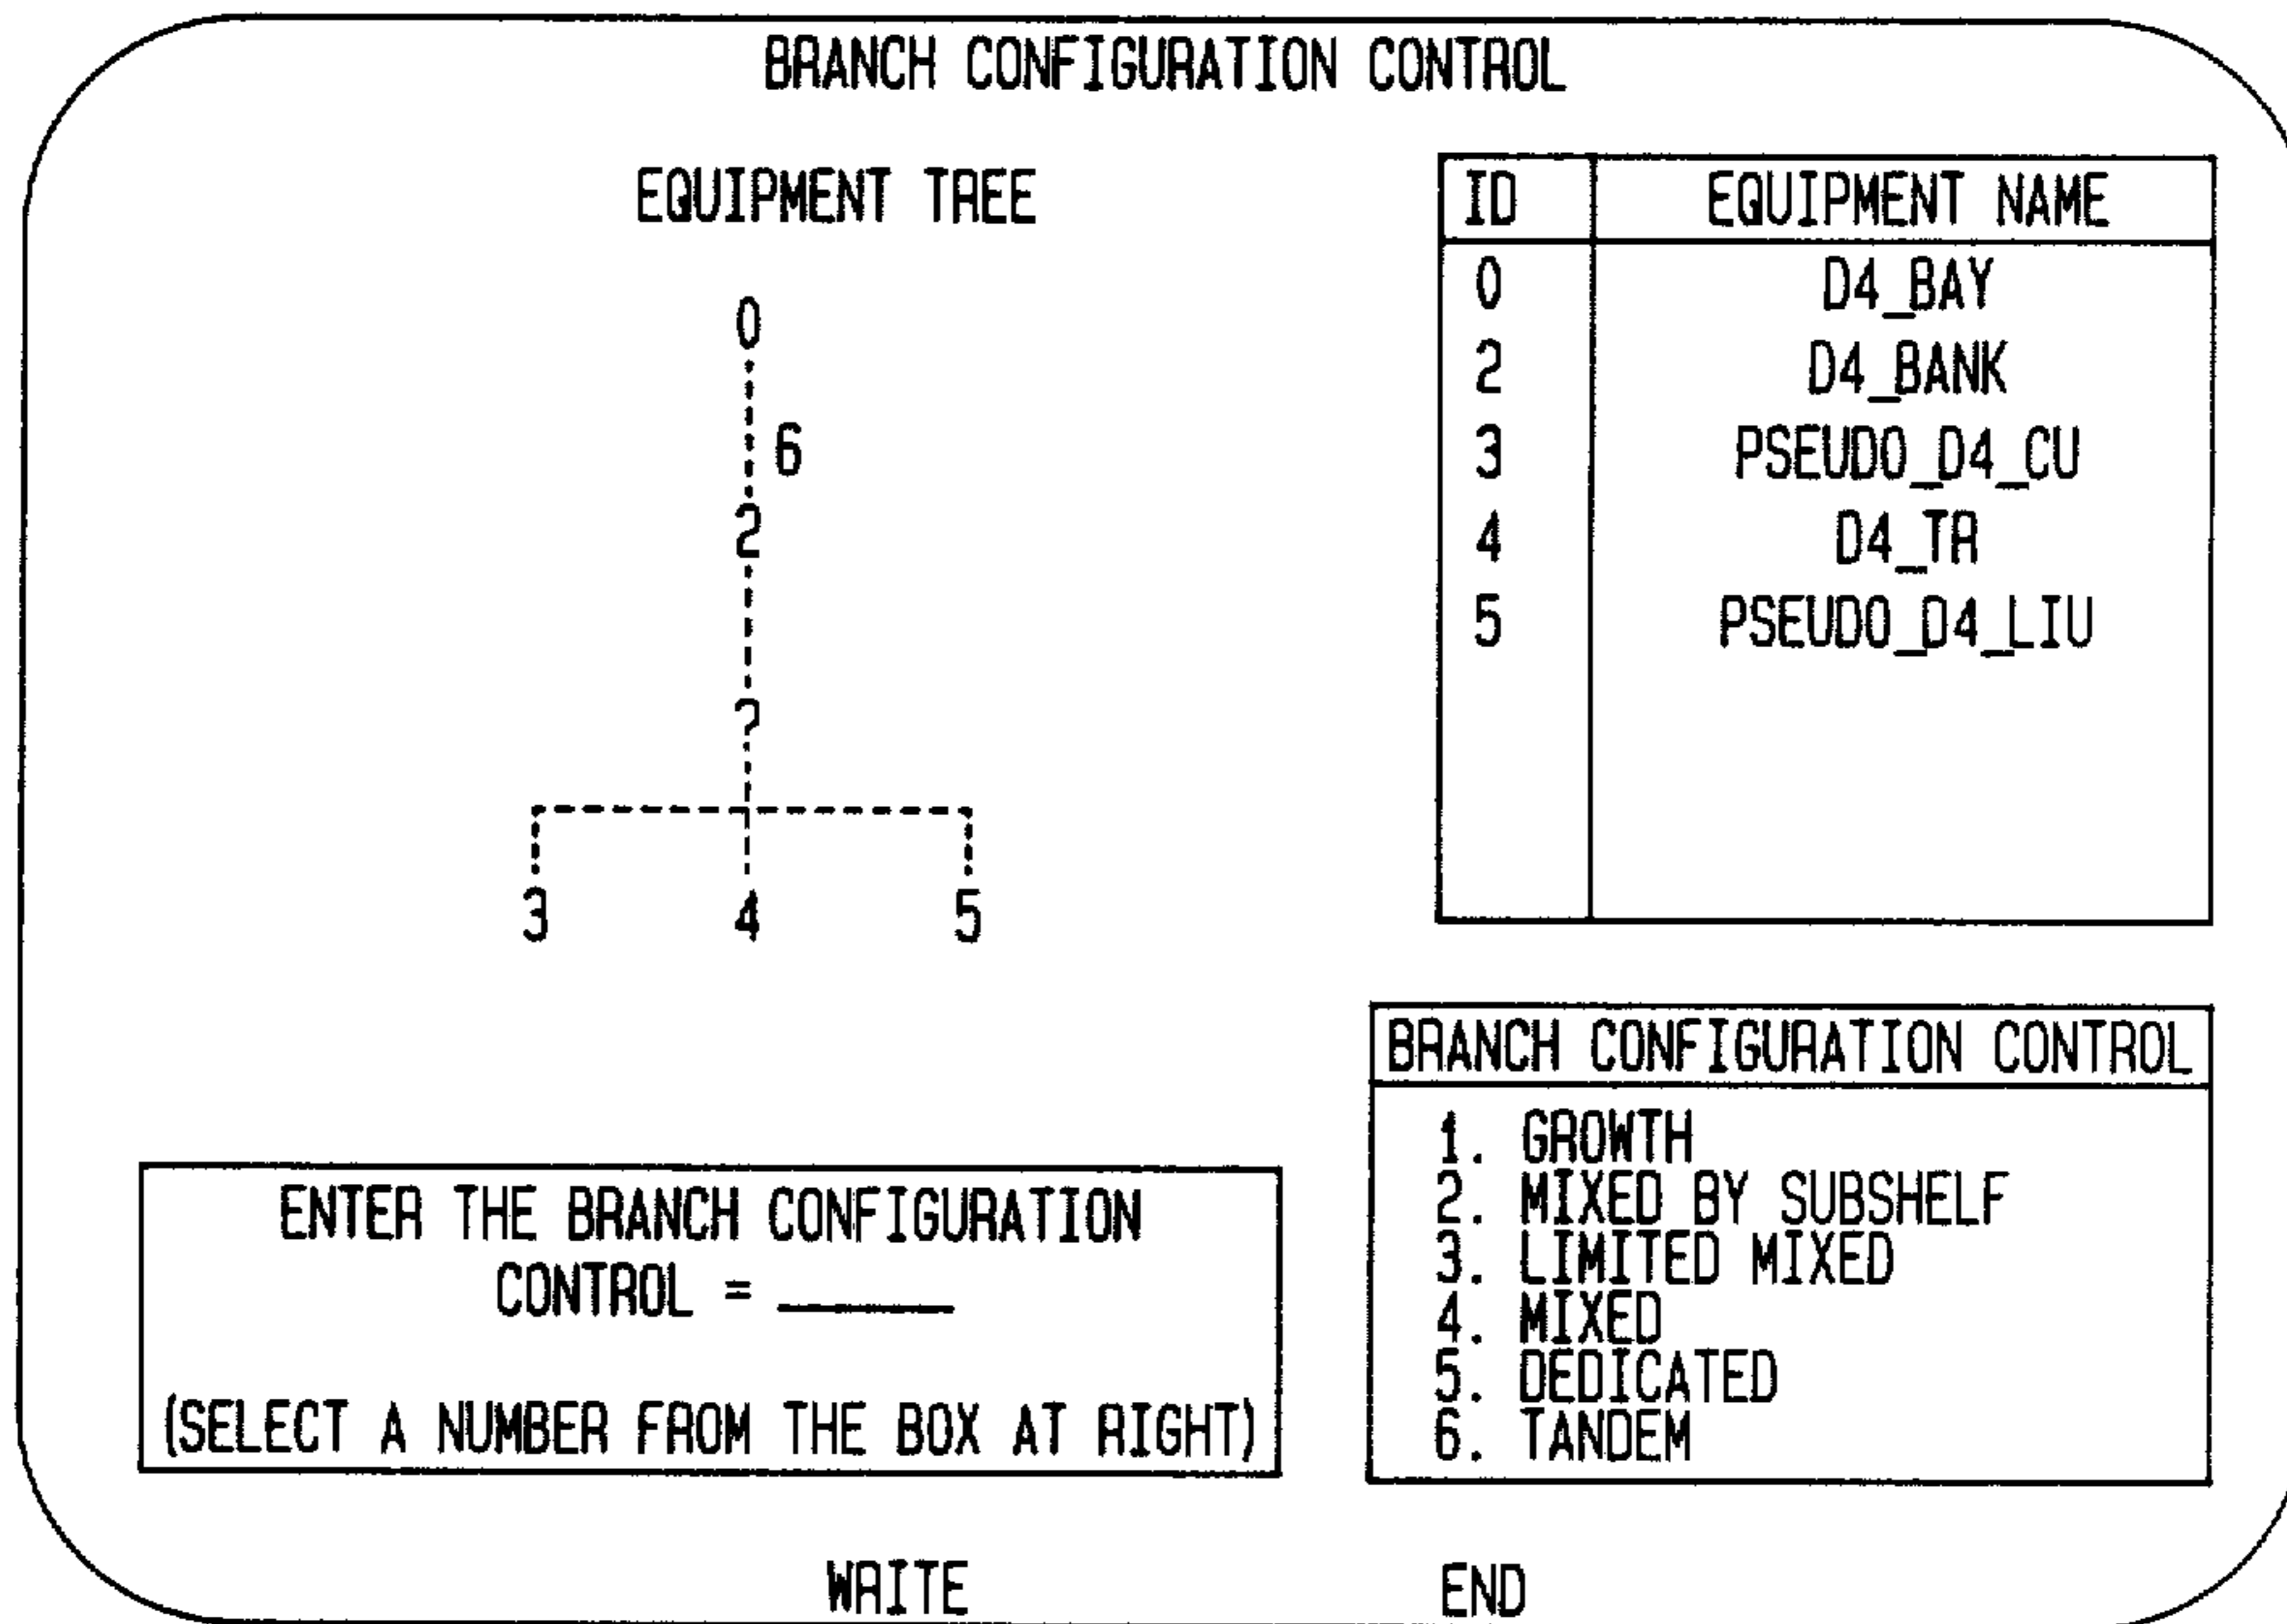 BRANCH CONFIGURATION CONTROL
EQUIPMENT TREE
0
6
2
?
3 4 5
ID EQUIPMENT NAME
0 D4_BAY
2 D4_BANK
3 PSEUDO_D4_CU
4 D4_TR
5 PSEUDO_D4_LIU
ENTER THE BRANCH CONFIGURATION
CONTROL = ______
(SELECT A NUMBER FROM THE BOX AT RIGHT)
BRANCH CONFIGURATION CONTROL
1. GROWTH
2. MIXED BY SUBSHELF
3. LIMITED MIXED
4. MIXED
5. DEDICATED
6. TANDEM
WRITE END